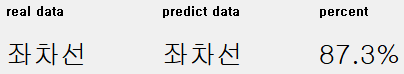 real data predict data percent
좌차선 좌차선 87.3%